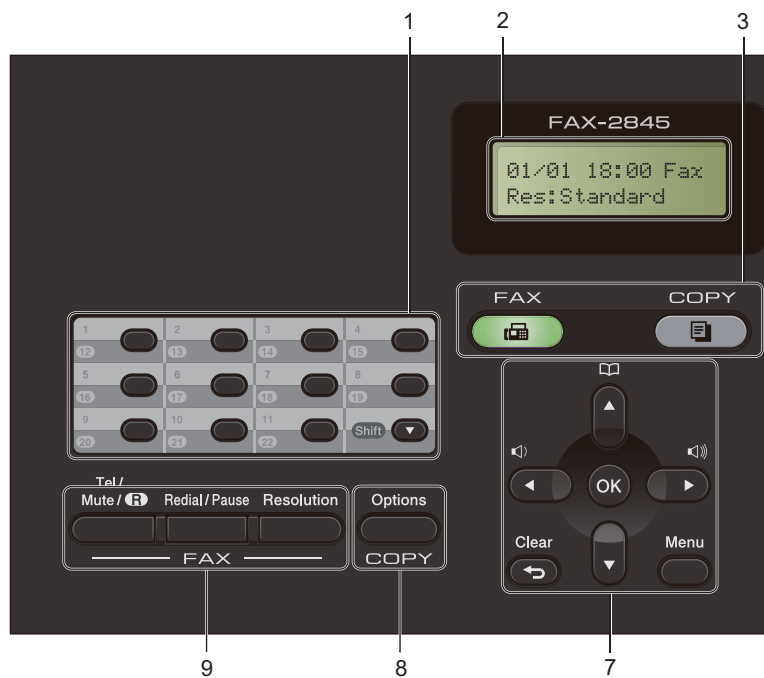 1 2 3
FAX-2845
01/01 18:00 Fax
Res:Standard
FAX COPY
1 2 3 4
12 13 14 15
5 6 7 8
16 17 18 19
9 10 11 Shift
20 21 22
Tel/
Mute/ R Redial/Pause Resolution Options
FAX COPY
OK
Clear Menu
9 8 7